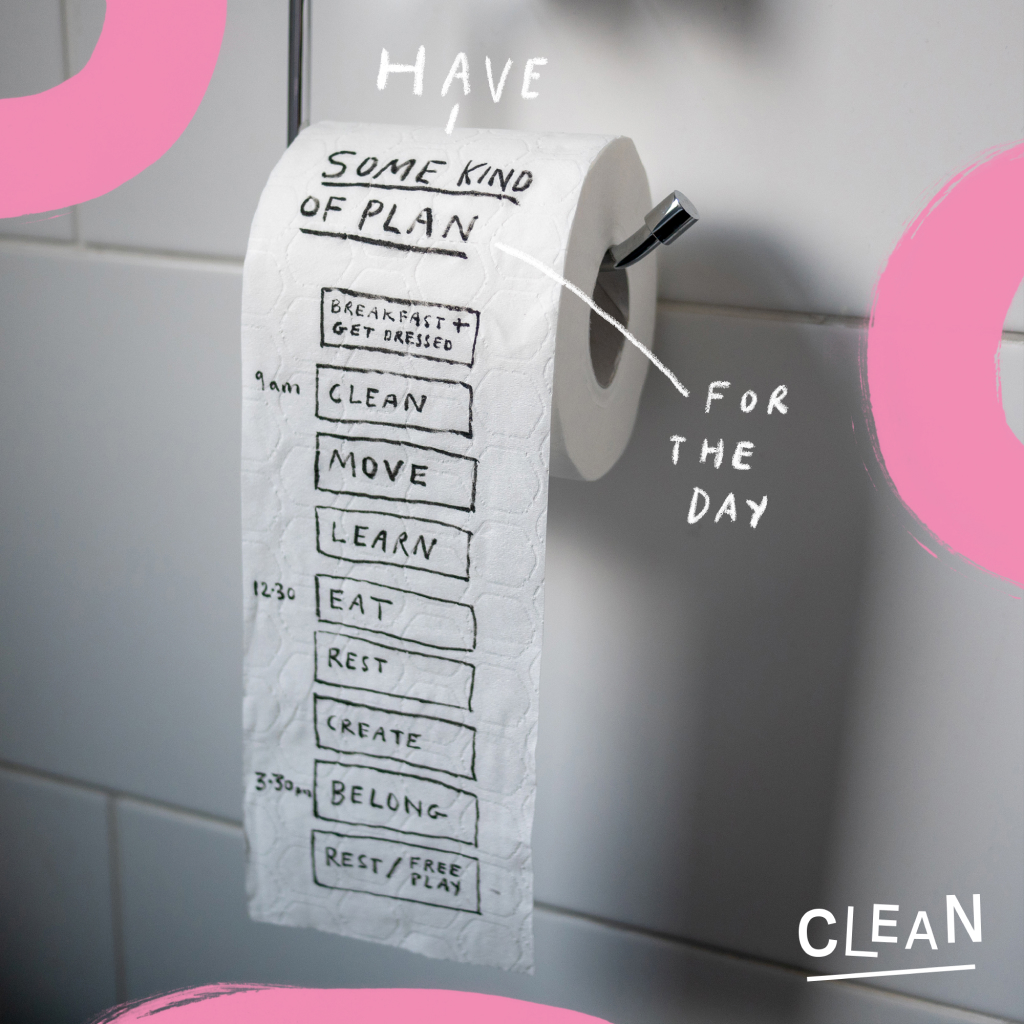 HAVE
SOME KIND
OF PLAN
FOR
THE
DAY
BREAKFAST +
GET DRESSED
9am
CLEAN
MOVE
LEARN
12.30
EAT
REST
CREATE
3.30pm
BELONG
REST / FREE
PLAY
CLEAN